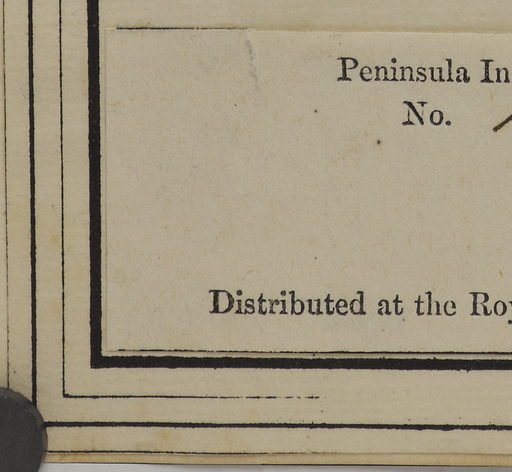 Peninsula In
No.
Distributed at the Roy